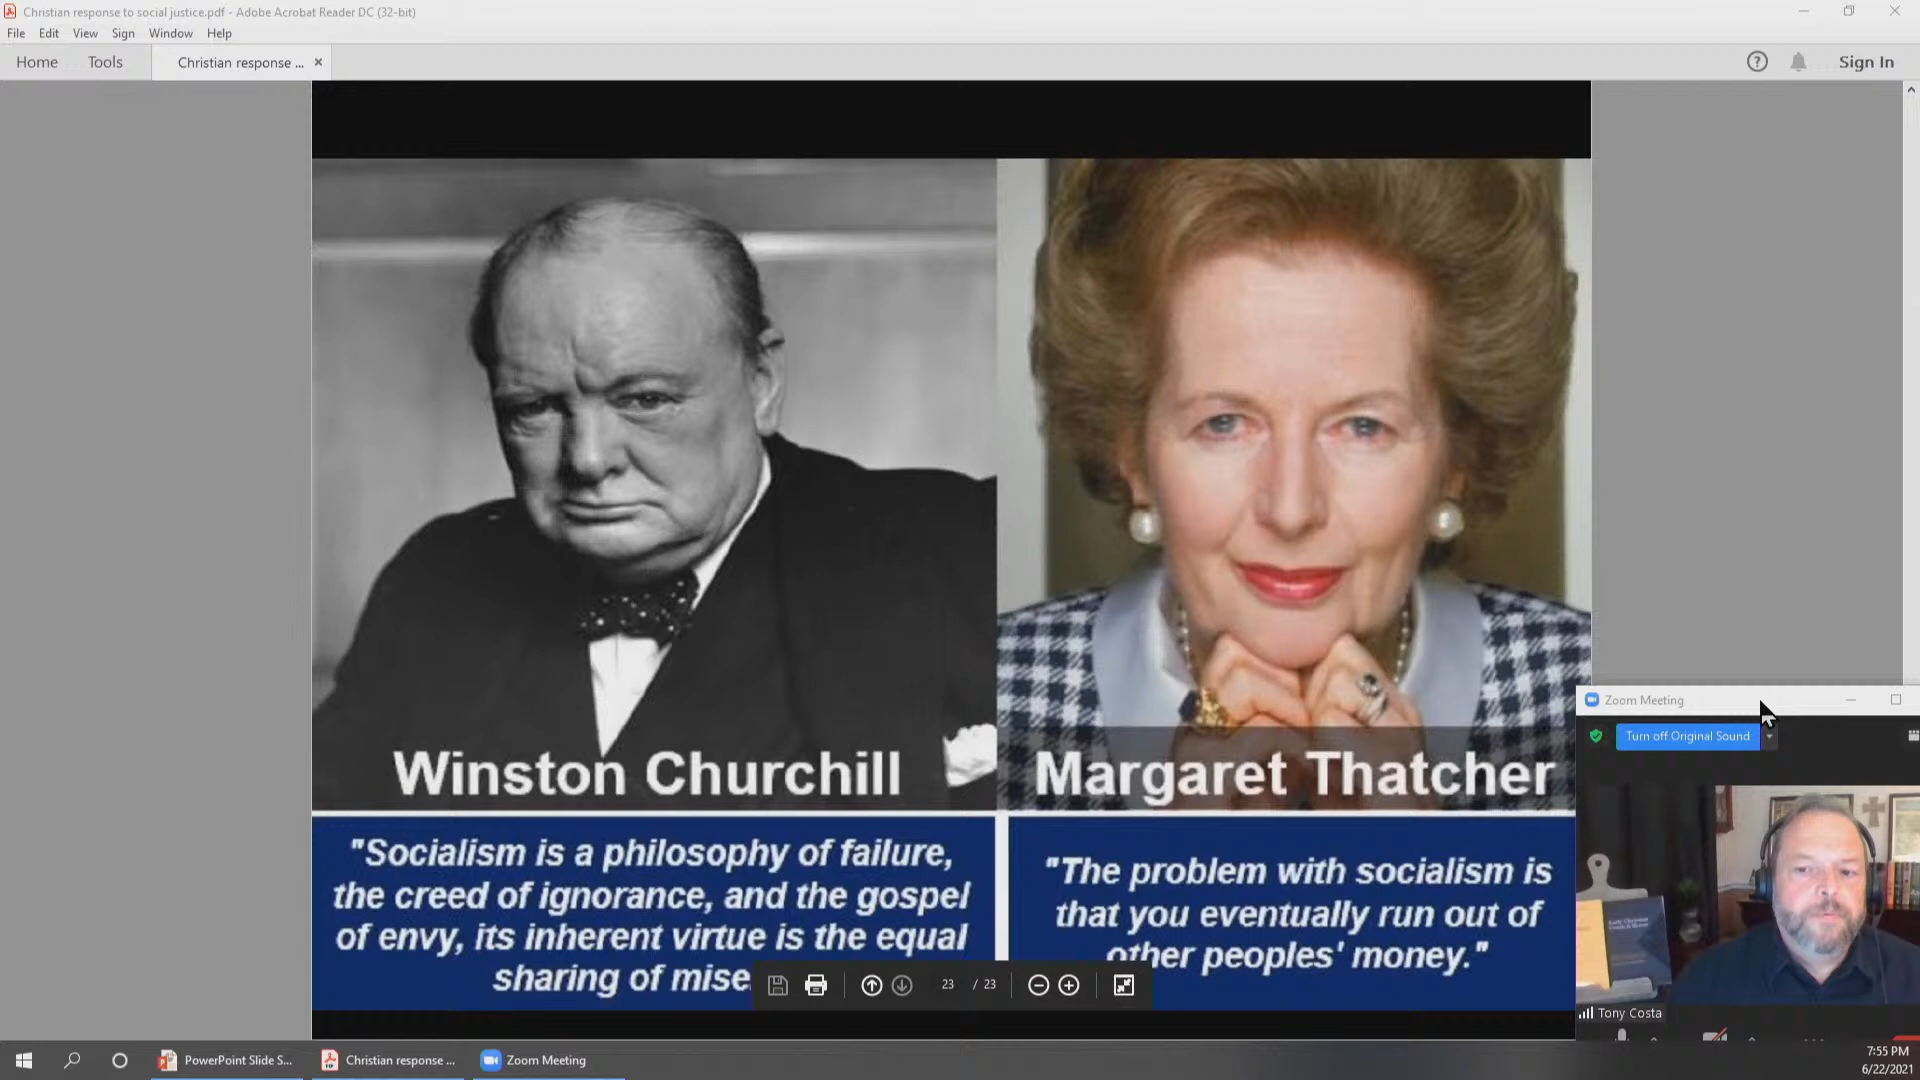 Christian response to social justice.pdf - Adobe Acrobat Reader DC (32-bit)
File Edit View Sign Window Help
Home Tools Christian response ... × ? Sign In
Winston Churchill
"Socialism is a philosophy of failure,
the creed of ignorance, and the gospel
of envy, its inherent virtue is the equal
sharing of mise
Margaret Thatcher
"The problem with socialism is
that you eventually run out of
other peoples' money."
23 / 23
Zoom Meeting
Turn off Original Sound
Tony Costa
PowerPoint Slide S... Christian response ... Zoom Meeting
7:55 PM
6/22/2021